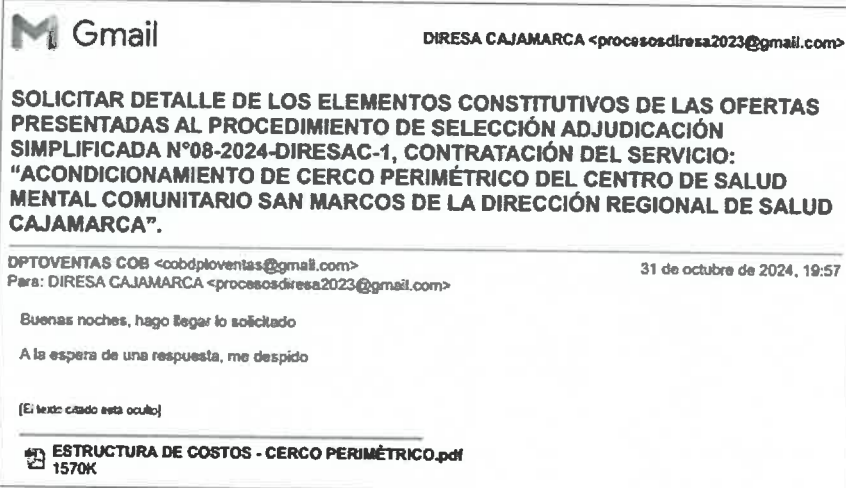 Gmail
DIRESA CAJAMARCA <procesosdiresa2023@gmail.com>
SOLICITAR DETALLE DE LOS ELEMENTOS CONSTITUTIVOS DE LAS OFERTAS
PRESENTADAS AL PROCEDIMIENTO DE SELECCIÓN ADJUDICACIÓN
SIMPLIFICADA N°08-2024-DIRESAC-1, CONTRATACIÓN DEL SERVICIO:
"ACONDICIONAMIENTO DE CERCO PERIMÉTRICO DEL CENTRO DE SALUD
MENTAL COMUNITARIO SAN MARCOS DE LA DIRECCIÓN REGIONAL DE SALUD
CAJAMARCA".
DPTOVENTAS COB <cobdptoventas@gmail.com>
31 de octubre de 2024, 19:57
Para: DIRESA CAJAMARCA <procesosdiresa2023@gmail.com>
Buenas noches, hago llegar lo solicitado
A la espera de una respuesta, me despido
[El texto citado está oculto]
ESTRUCTURA DE COSTOS - CERCO PERIMÉTRICO.pdf
1570K